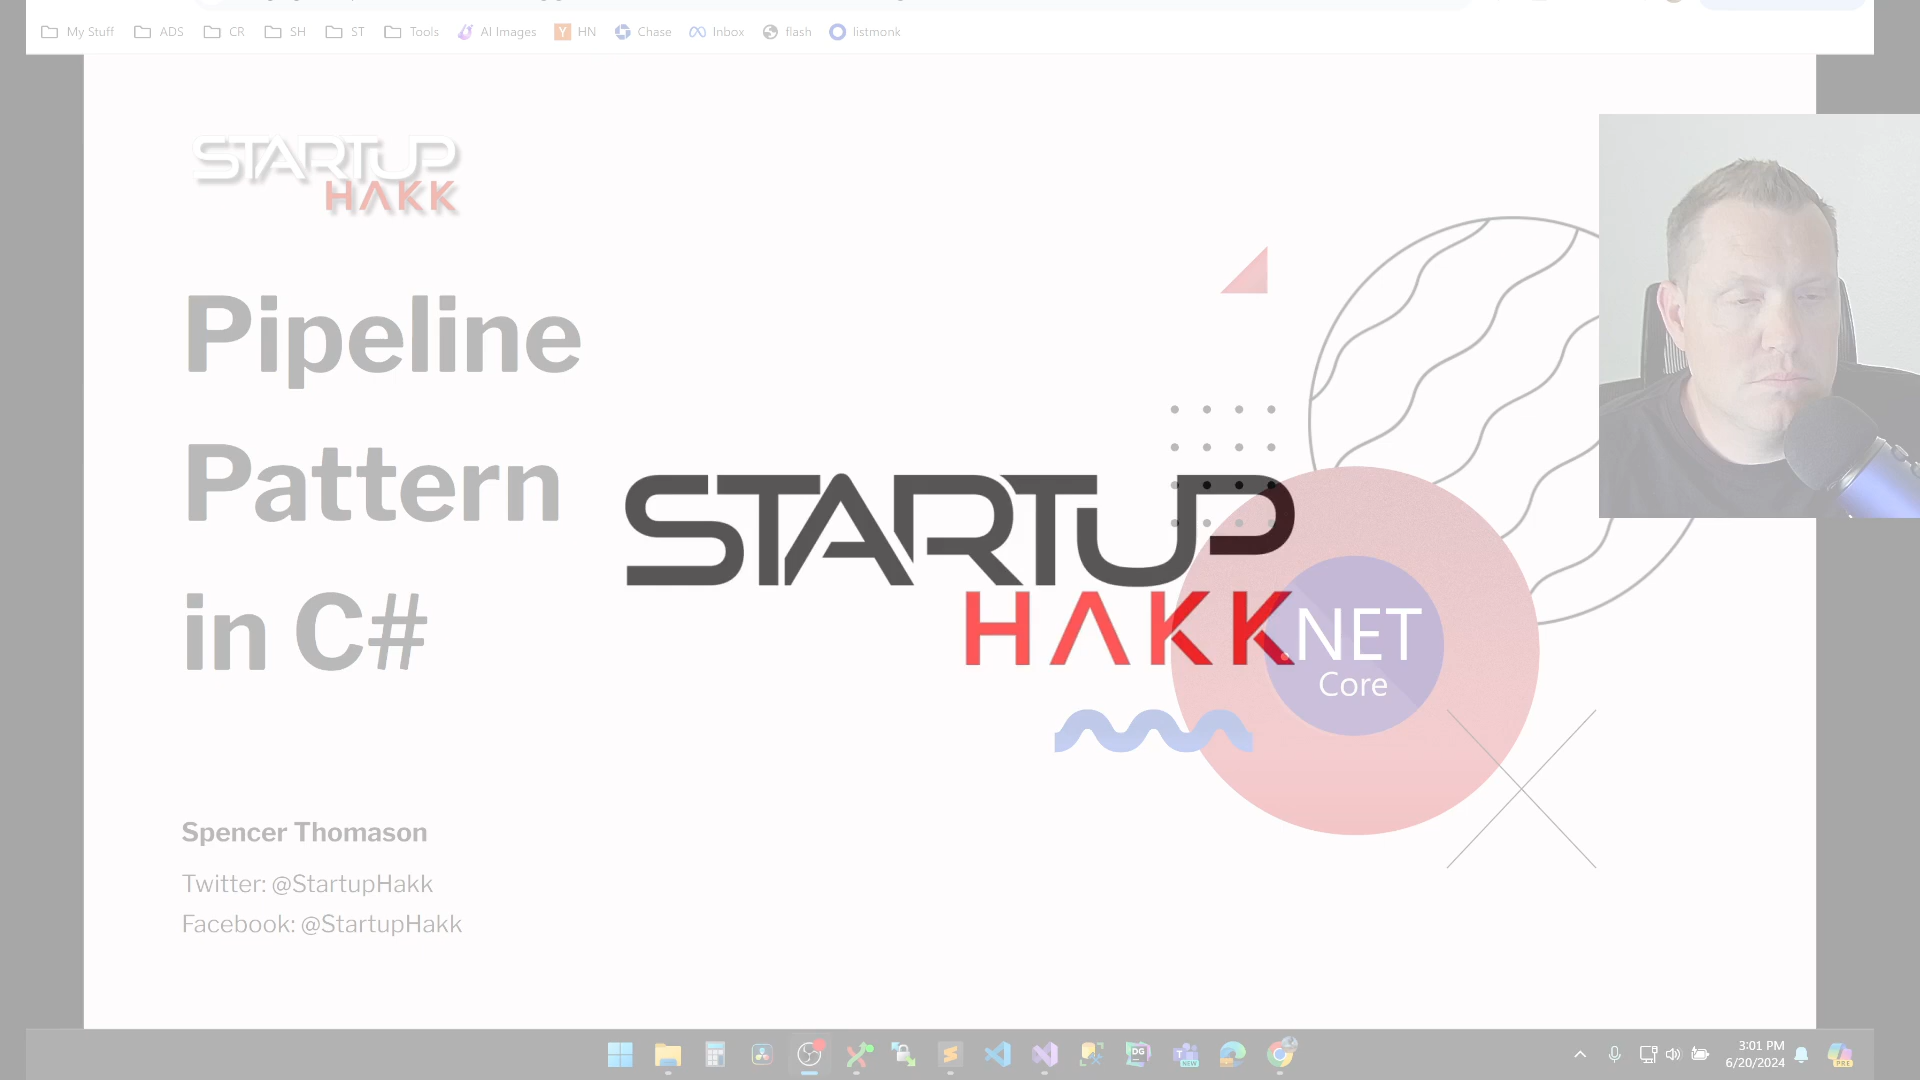 My Stuff ADS CR SH ST Tools AI Images HN Chase Inbox flash listmonk
STARTUP
HAKK
Pipeline
Pattern
in C#
STARTUP
HAKK
.NET
Core
Spencer Thomason
Twitter: @StartupHakk
Facebook: @StartupHakk
3:01 PM
6/20/2024